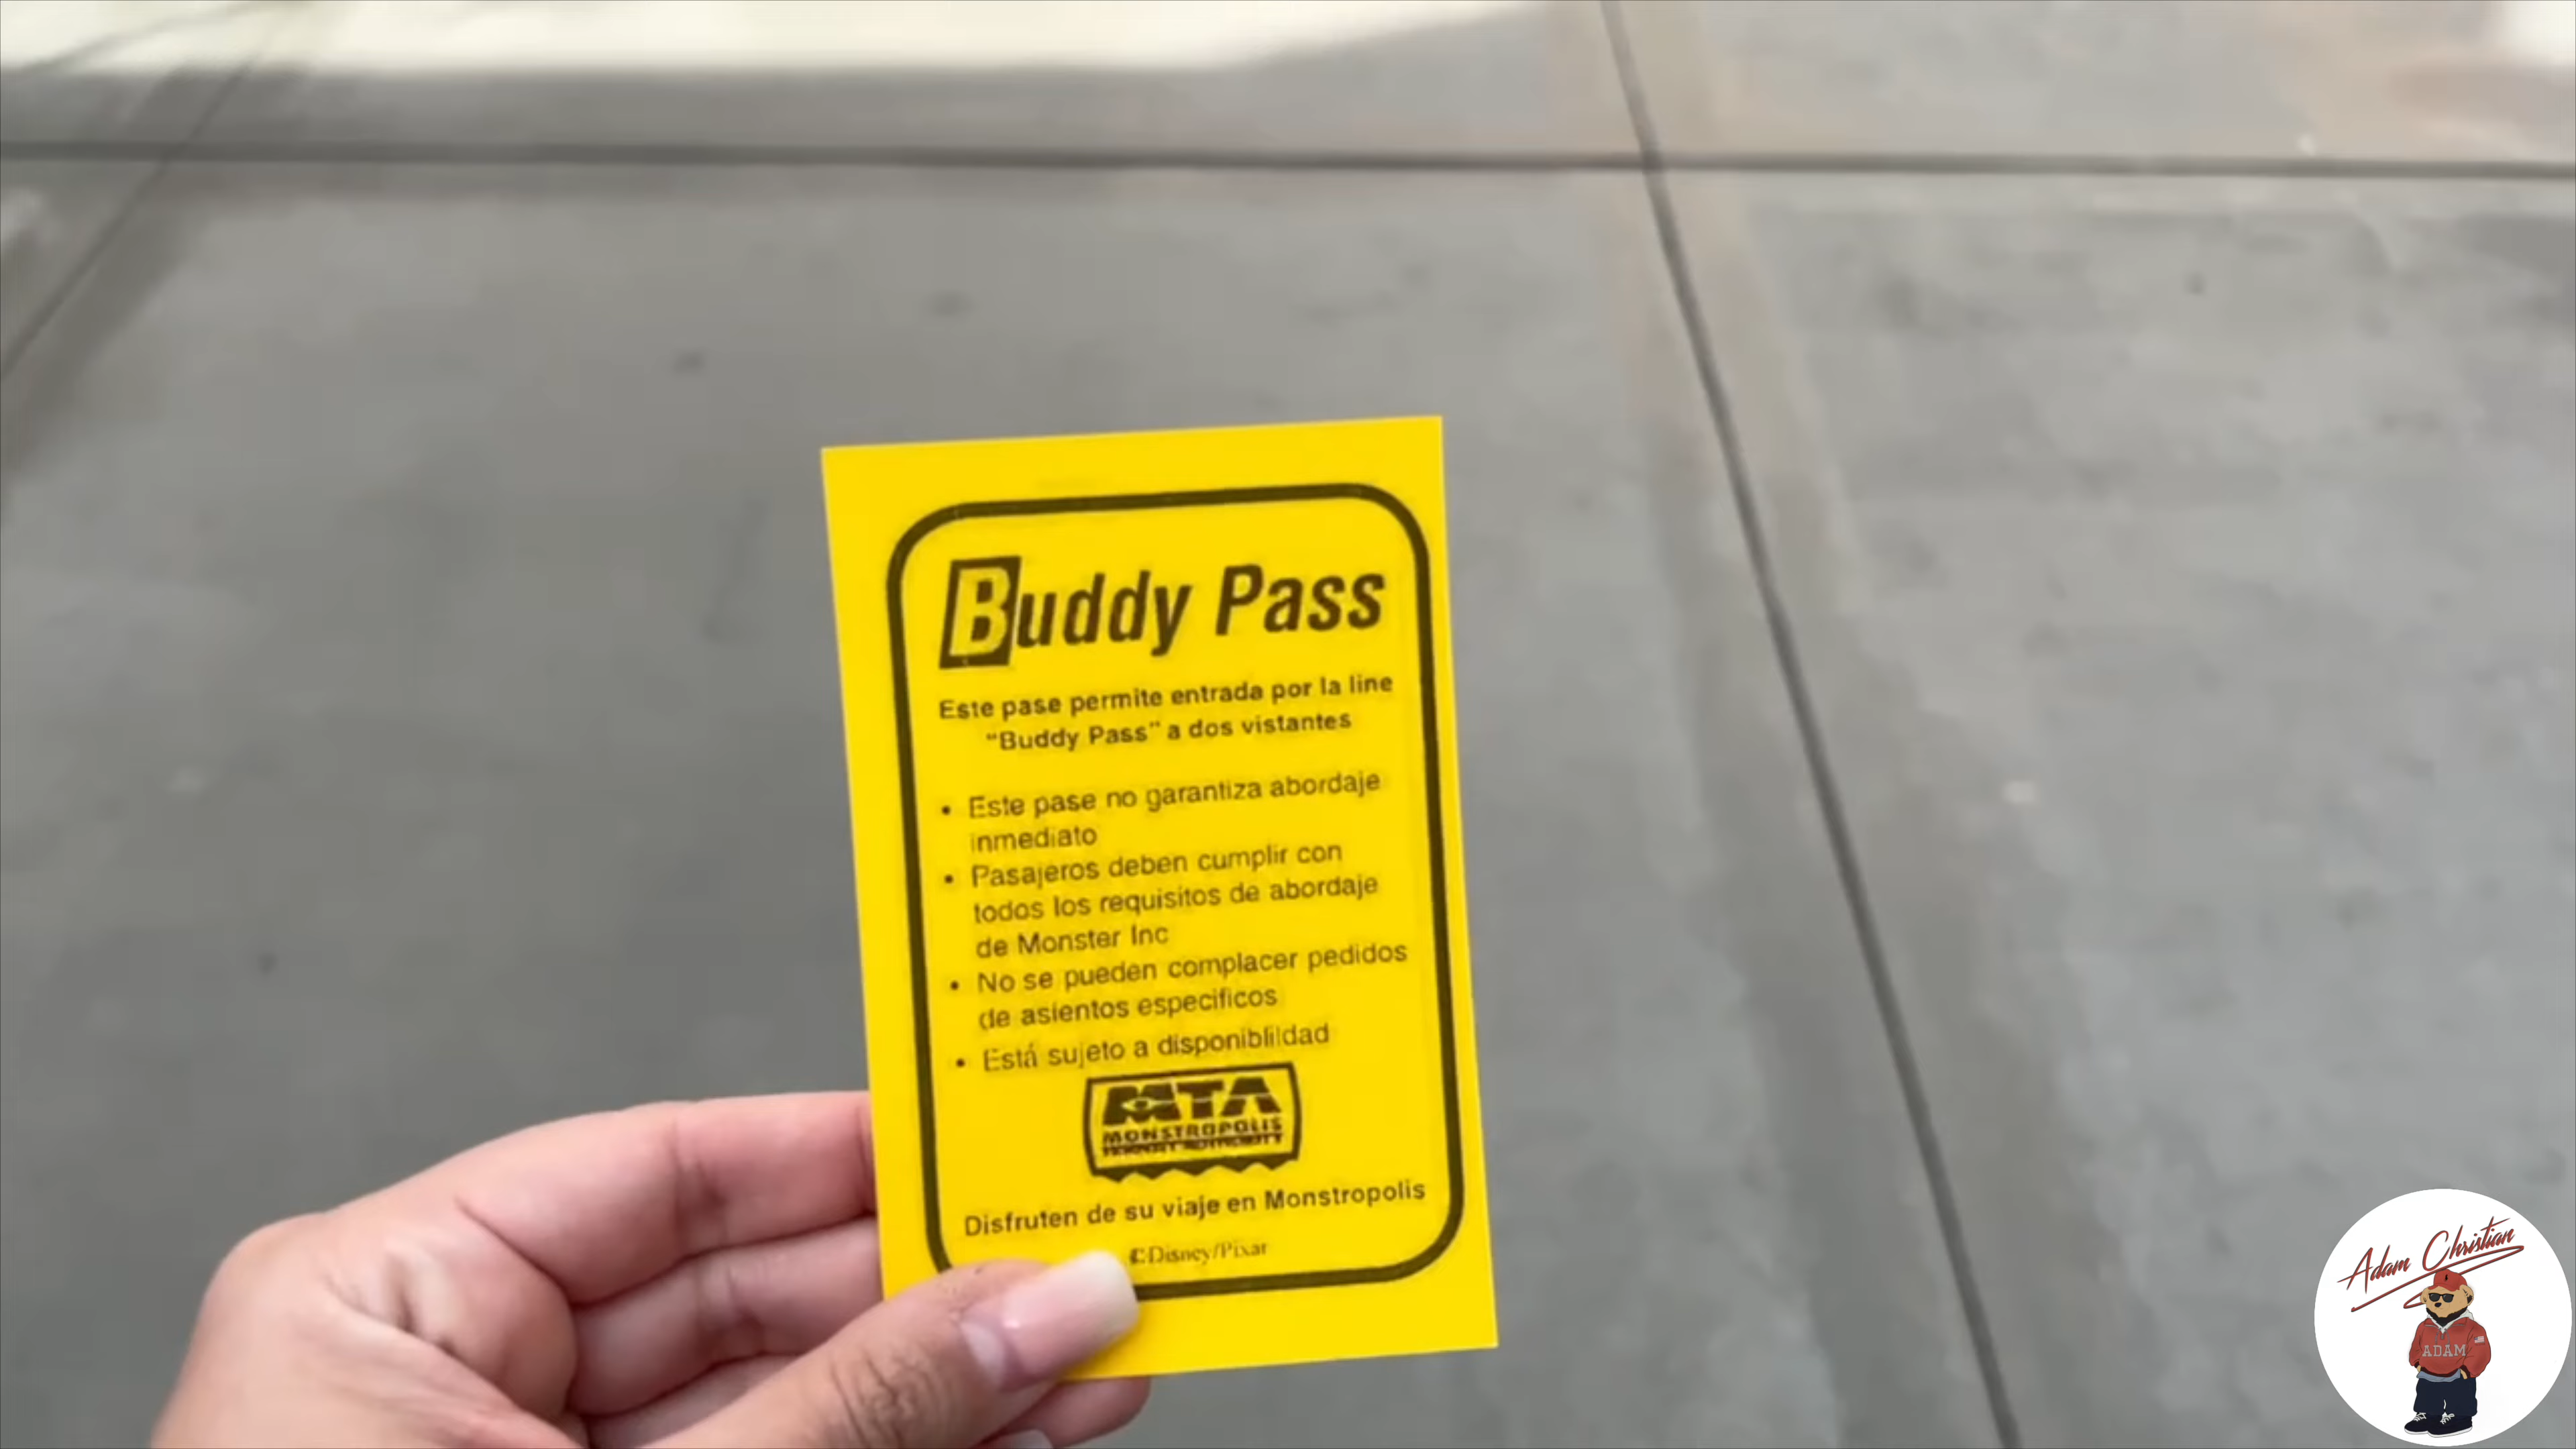 Buddy Pass
Este pase permite entrada por la line
"Buddy Pass" a dos vistantes
• Este pase no garantiza abordaje
inmediato
• Pasajeros deben cumplir con
todos los requisitos de abordaje
de Monster Inc
• No se pueden complacer pedidos
de asientos especificos
• Está sujeto a disponiblildad
MTA
MONSTROPOLIS
TRANSIT AUTHORITY
Disfruten de su viaje en Monstropolis
©Disney/Pixar
Adam Christian
ADAM